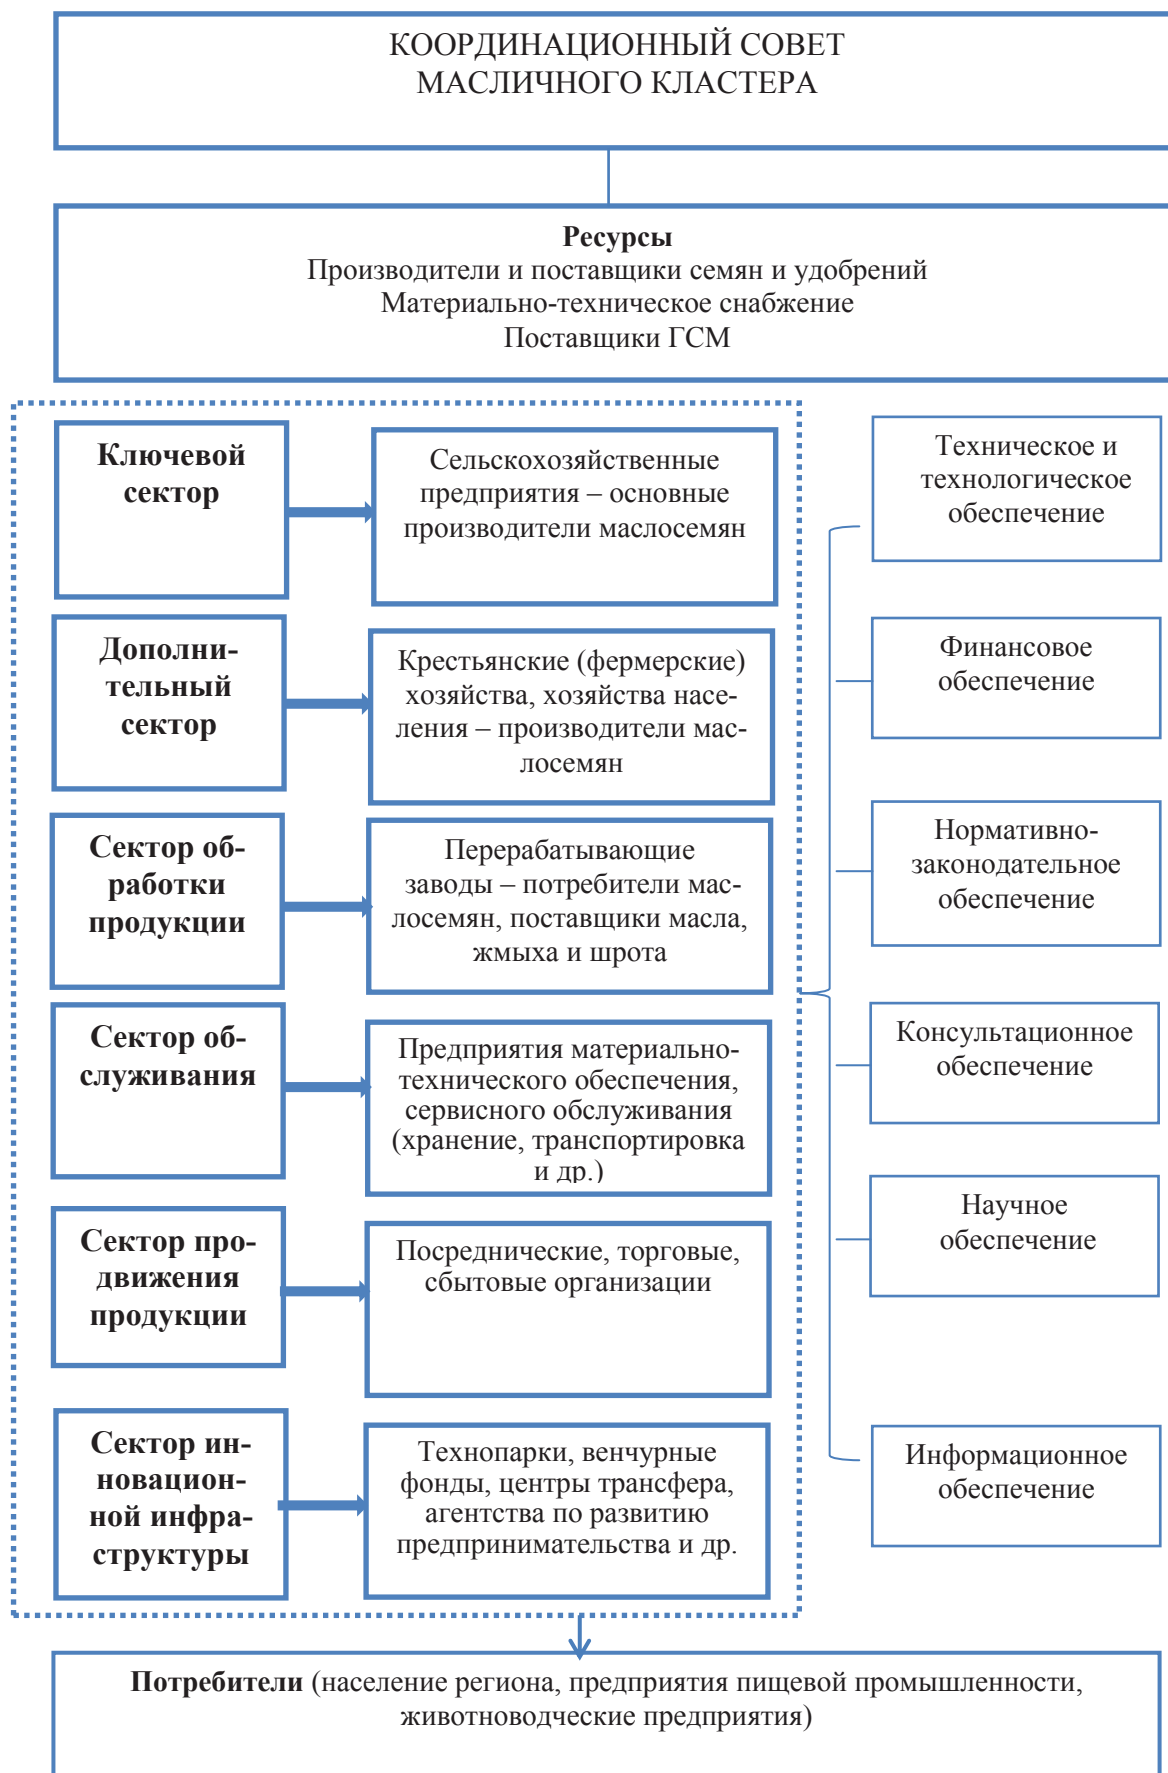 КООРДИНАЦИОННЫЙ СОВЕТ
МАСЛИЧНОГО КЛАСТЕРА
Ресурсы
Производители и поставщики семян и удобрений
Материально-техническое снабжение
Поставщики ГСМ
Ключевой
сектор
Сельскохозяйственные
предприятия – основные
производители маслосемян
Дополни-
тельный
сектор
Крестьянские (фермерские)
хозяйства, хозяйства насе-
ления – производители мас-
лосемян
Сектор об-
работки
продукции
Перерабатывающие
заводы – потребители мас-
лосемян, поставщики масла,
жмыха и шрота
Сектор об-
служивания
Предприятия материально-
технического обеспечения,
сервисного обслуживания
(хранение, транспортировка
и др.)
Сектор про-
движения
продукции
Посреднические, торговые,
сбытовые организации
Сектор ин-
новацион-
ной инфра-
структуры
Технопарки, венчурные
фонды, центры трансфера,
агентства по развитию
предпринимательства и др.
Техническое и
технологическое
обеспечение
Финансовое
обеспечение
Нормативно-
законодательное
обеспечение
Консультационное
обеспечение
Научное
обеспечение
Информационное
обеспечение
Потребители (население региона, предприятия пищевой промышленности,
животноводческие предприятия)